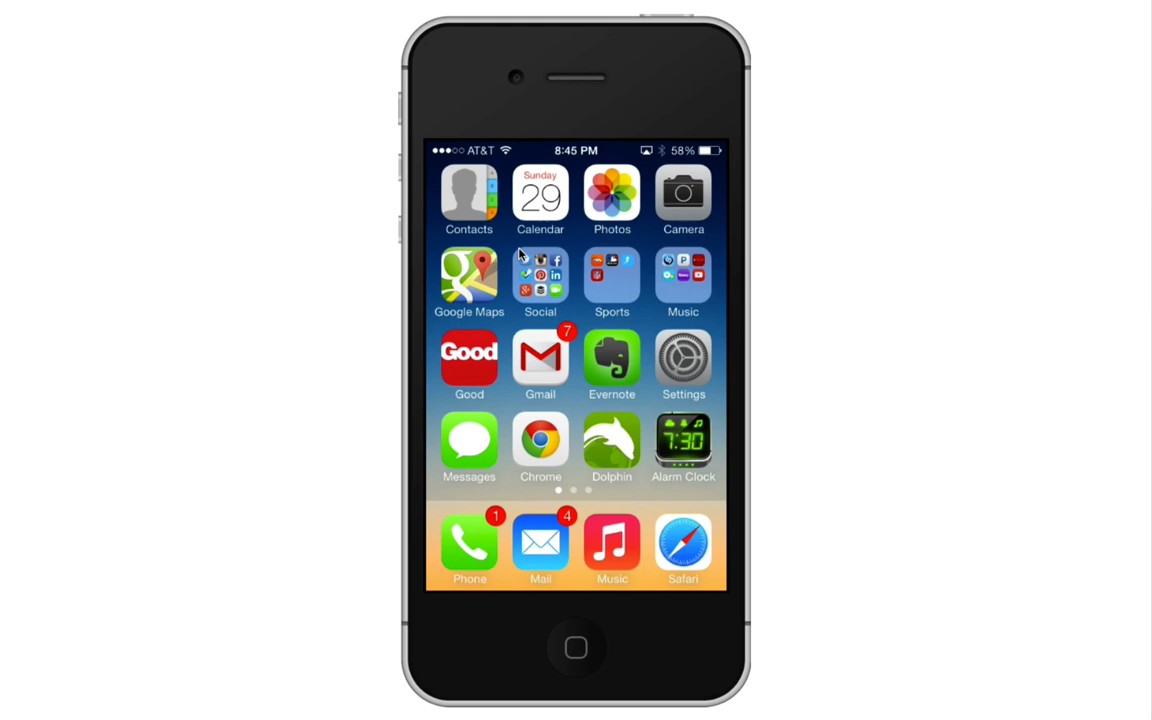 AT&T 8:45 PM 58%
Sunday
29
Contacts Calendar Photos Camera
Google Maps Social Sports Music
Good
7
Good Gmail Evernote Settings
7:30
Messages Chrome Dolphin Alarm Clock
1 4
Phone Mail Music Safari